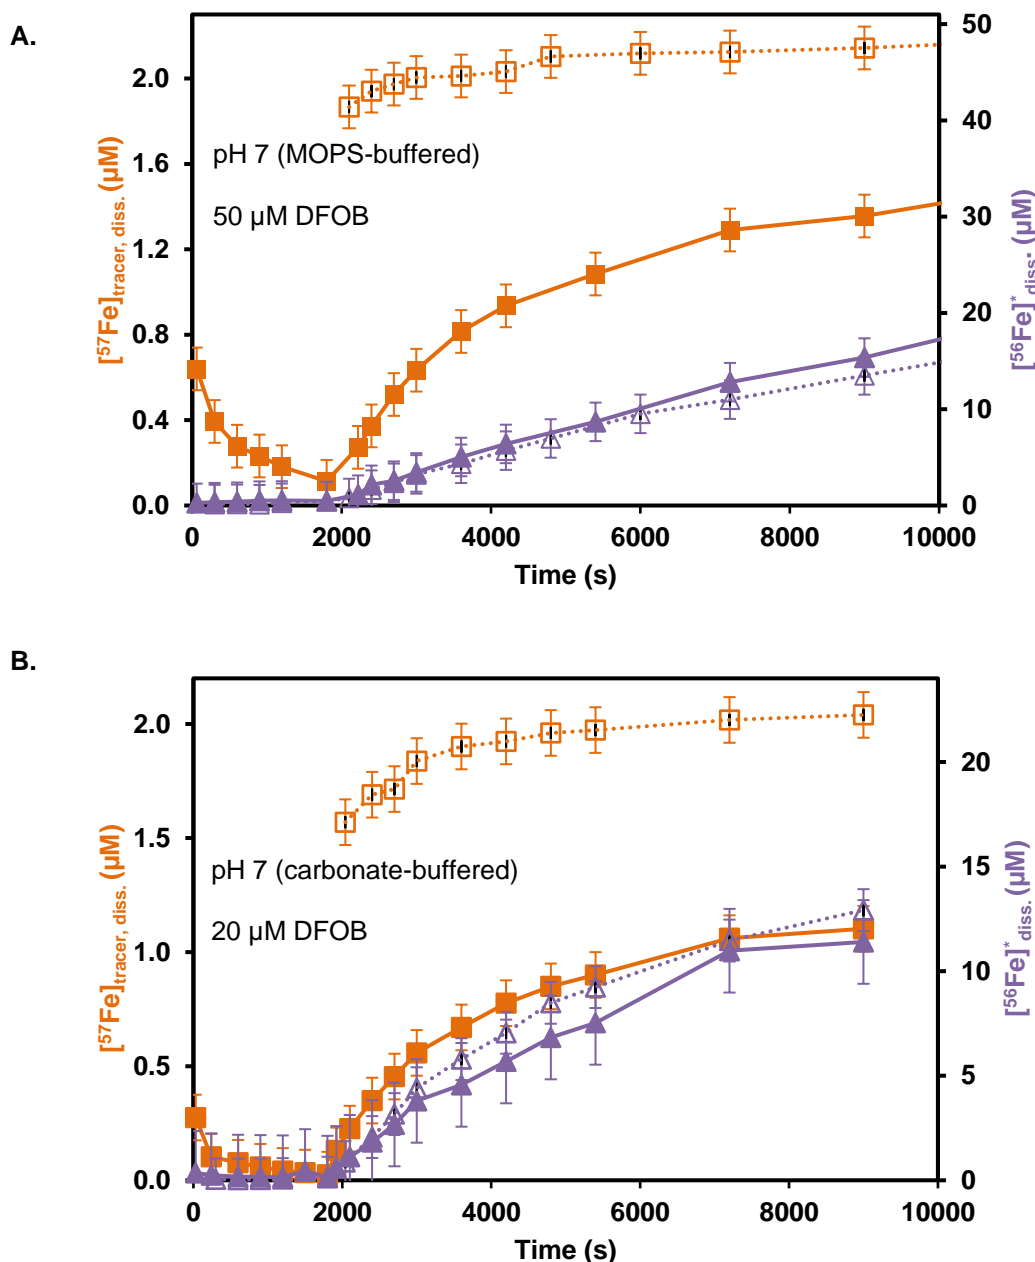 A.
[⁵⁷Fe]tracer, diss. (µM)
2.0
1.6
1.2
0.8
0.4
0.0
pH 7 (MOPS-buffered)
50 µM DFOB
50
40
30
20
10
0
[⁵⁶Fe]*diss. (µM)
0 2000 4000 6000 8000 10000
Time (s)
B.
[⁵⁷Fe]tracer, diss. (µM)
2.0
1.5
1.0
0.5
0.0
pH 7 (carbonate-buffered)
20 µM DFOB
20
15
10
5
0
[⁵⁶Fe]*diss. (µM)
0 2000 4000 6000 8000 10000
Time (s)